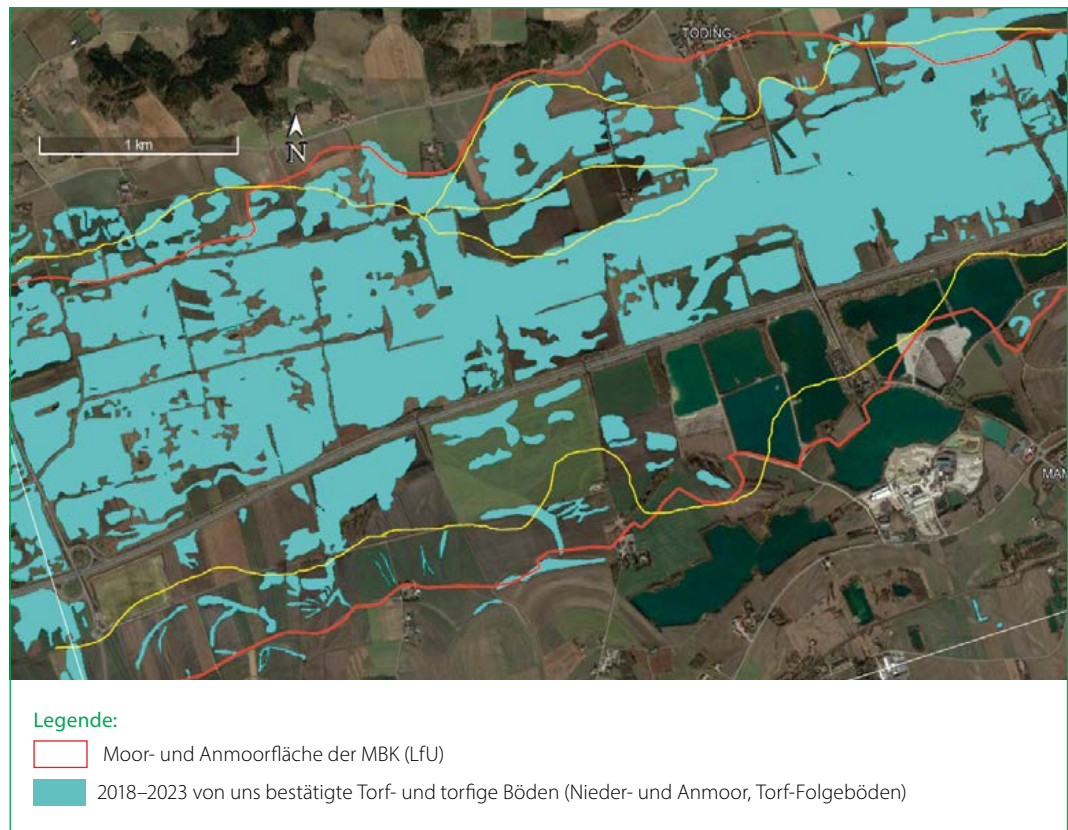 TÖDING
1 km
N
MAM
Legende:
Moor- und Anmoorfläche der MBK (LfU)
2018–2023 von uns bestätigte Torf- und torfige Böden (Nieder- und Anmoor, Torf-Folgeböden)